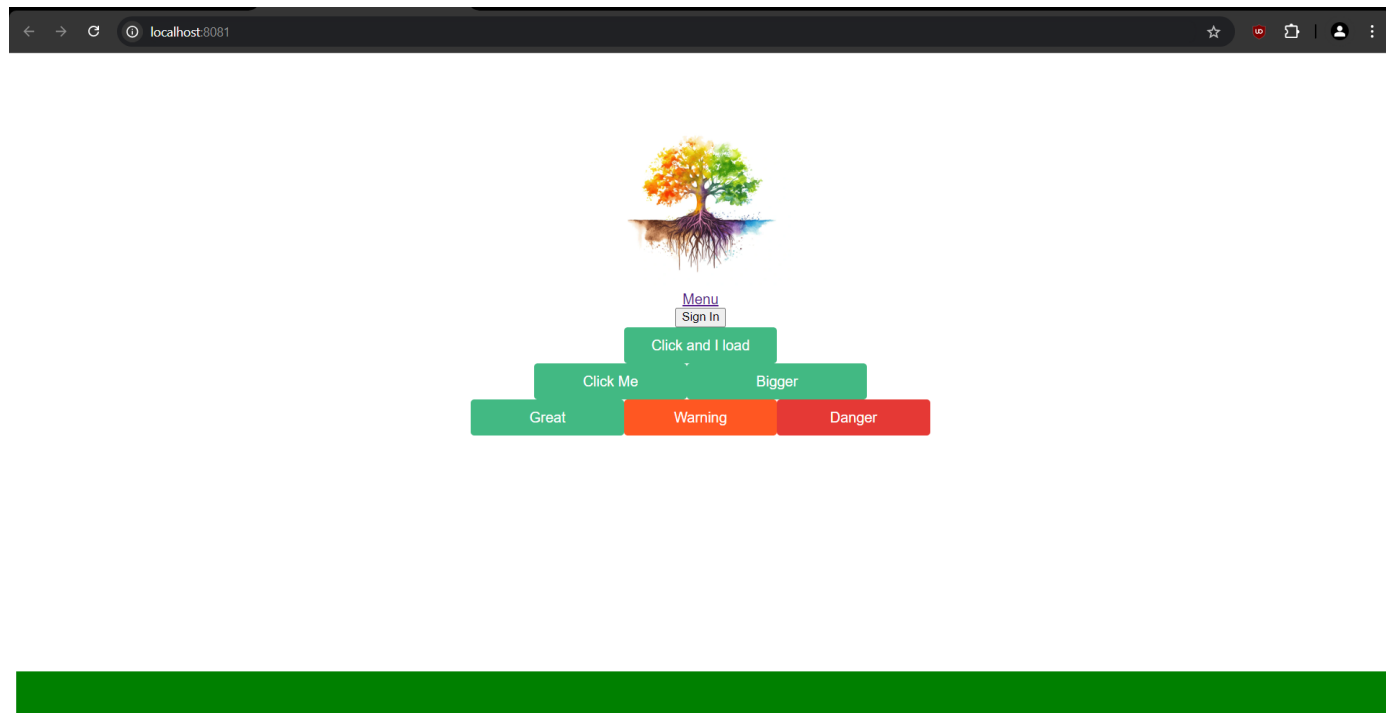 localhost:8081
Menu
Sign In
Click and I load
Click Me Bigger
Great Warning Danger